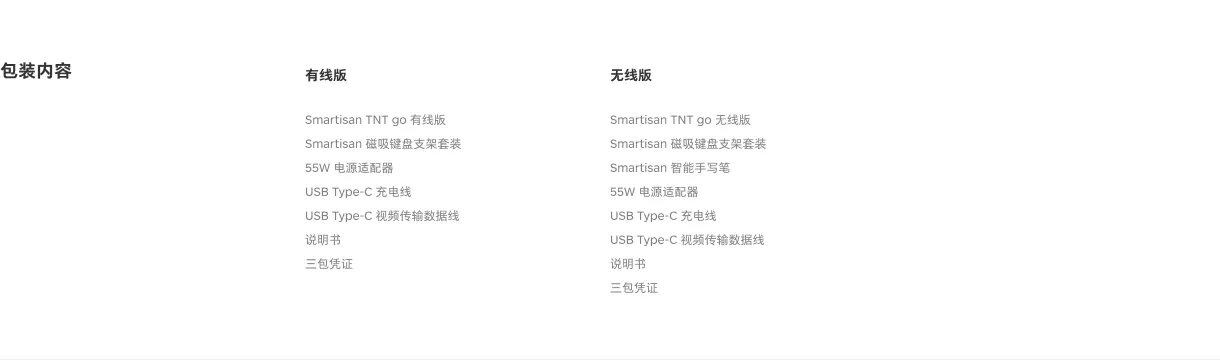 包装内容
有线版
Smartisan TNT go 有线版
Smartisan 磁吸键盘支架套装
55W 电源适配器
USB Type-C 充电线
USB Type-C 视频传输数据线
说明书
三包凭证
无线版
Smartisan TNT go 无线版
Smartisan 磁吸键盘支架套装
Smartisan 智能手写笔
55W 电源适配器
USB Type-C 充电线
USB Type-C 视频传输数据线
说明书
三包凭证